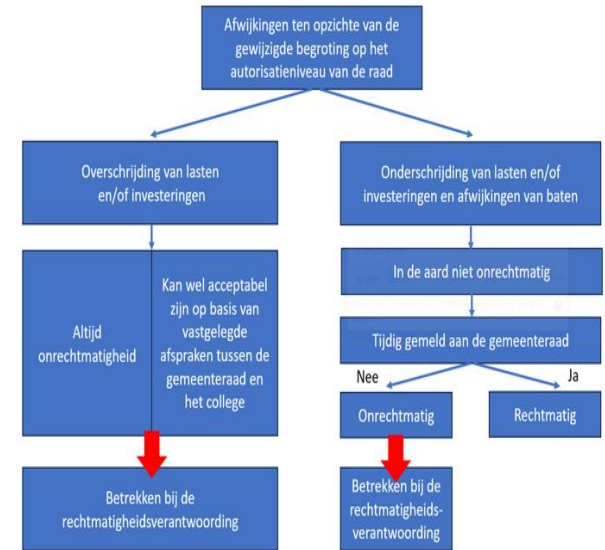 Afwijkingen ten opzichte van de
gewijzigde begroting op het
autorisatieniveau van de raad
Overschrijding van lasten
en/of investeringen
Onderschrijding van lasten en/of
investeringen en afwijkingen van baten
Altijd
onrechtmatigheid
Kan wel acceptabel
zijn op basis van
vastgelegde
afspraken tussen de
gemeenteraad en
het college
In de aard niet onrechtmatig
Tijdig gemeld aan de gemeenteraad
Nee
Ja
Onrechtmatig
Rechtmatig
Betrekken bij de
rechtmatigheidsverantwoording
Betrekken bij de
rechtmatigheids-
verantwoording